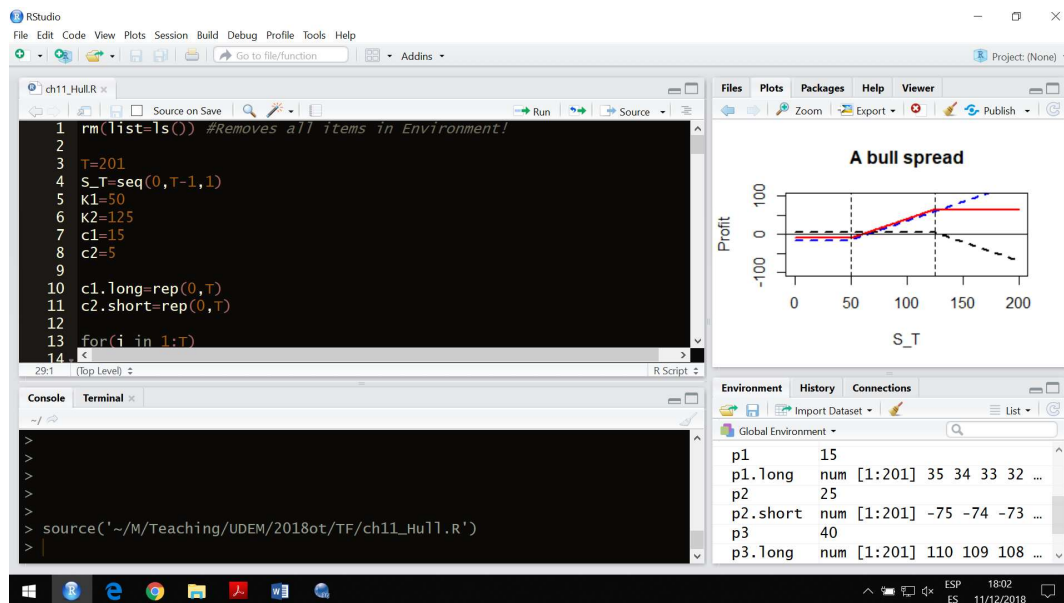 RStudio
File Edit Code View Plots Session Build Debug Profile Tools Help
Go to file/function
Addins
Project: (None)
ch11_Hull.R
Source on Save
Run
Source
1 rm(list=ls()) #Removes all items in Environment!
2
3 T=201
4 S_T=seq(0,T-1,1)
5 K1=50
6 K2=125
7 c1=15
8 c2=5
9
10 c1.long=rep(0,T)
11 c2.short=rep(0,T)
12
13 for(i in 1:T)
14
29:1 (Top Level) R Script
Console Terminal
~/
>
>
>
>
>
> source('~/M/Teaching/UDEM/2018ot/TF/ch11_Hull.R')
>
Files Plots Packages Help Viewer
Zoom Export Publish
A bull spread
Profit
100
0
-100
0 50 100 150 200
S_T
Environment History Connections
Import Dataset List
Global Environment
p1 15
p1.long num [1:201] 35 34 33 32 …
p2 25
p2.short num [1:201] -75 -74 -73 …
p3 40
p3.long num [1:201] 110 109 108 …
ESP
ES
18:02
11/12/2018